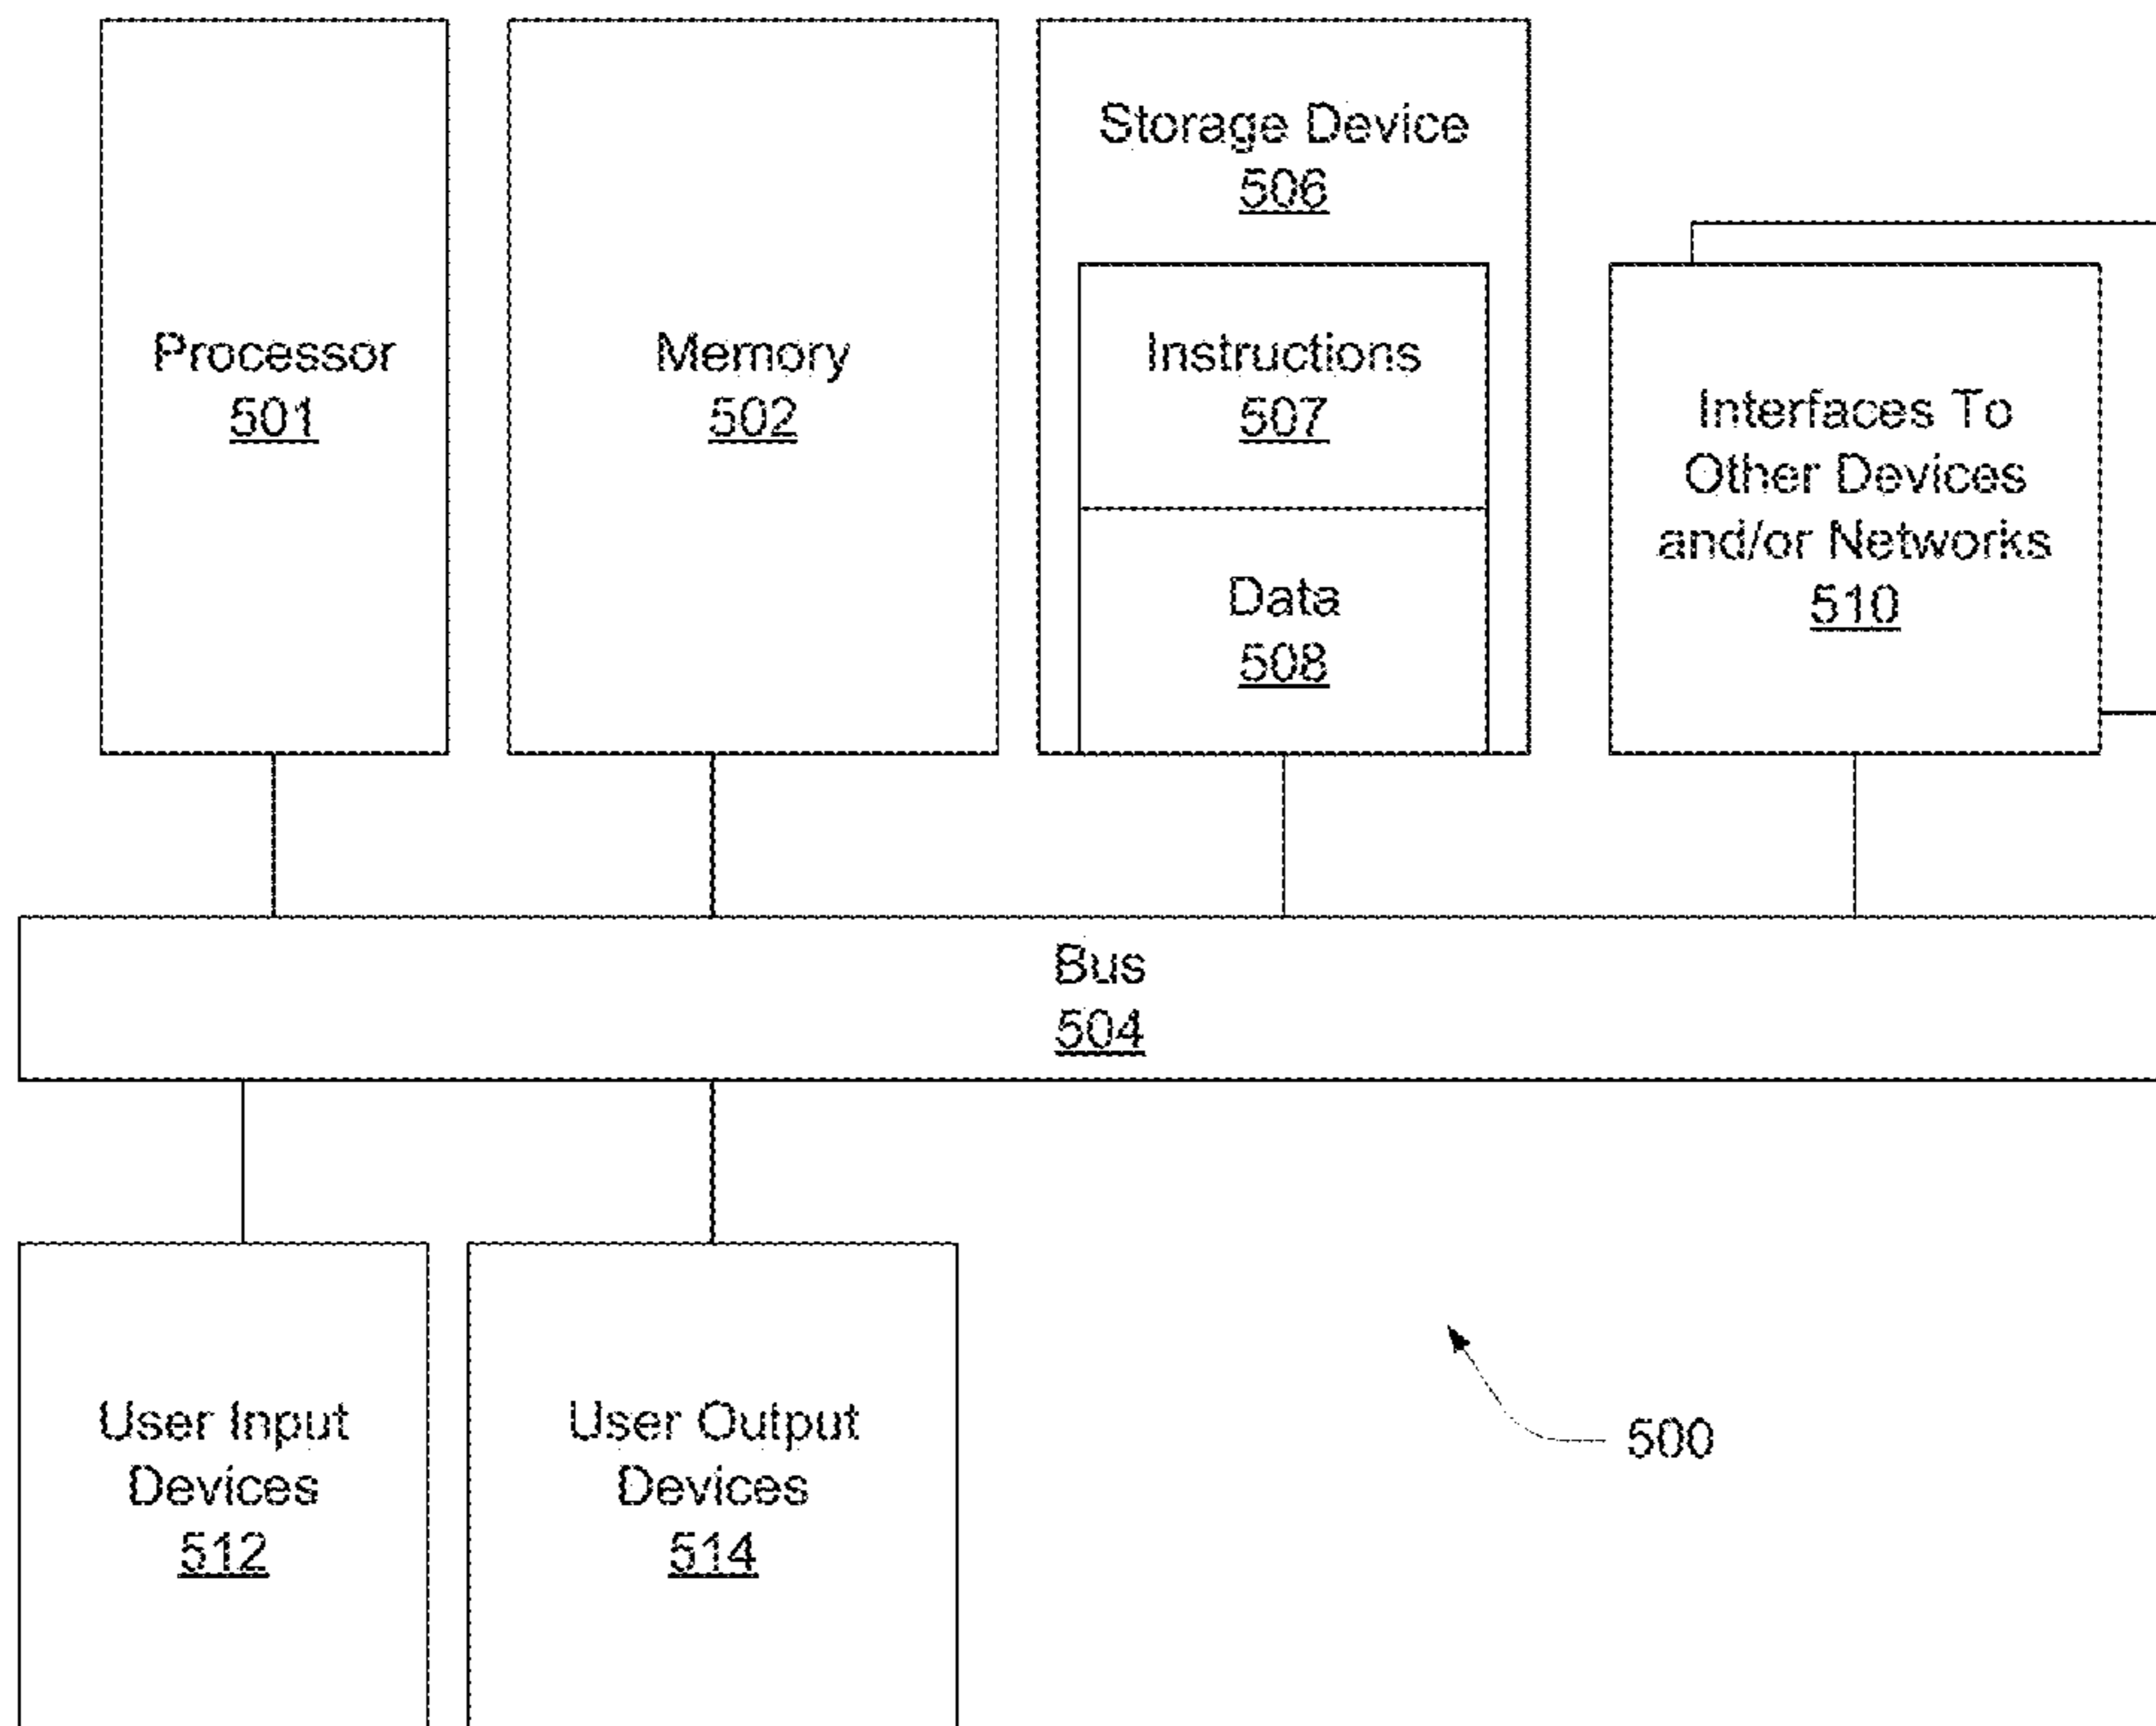 Processor
501
Memory
502
Storage Device
506
Instructions
507
Data
508
Interfaces To
Other Devices
and/or Networks
510
Bus
504
User Input
Devices
512
User Output
Devices
514
500